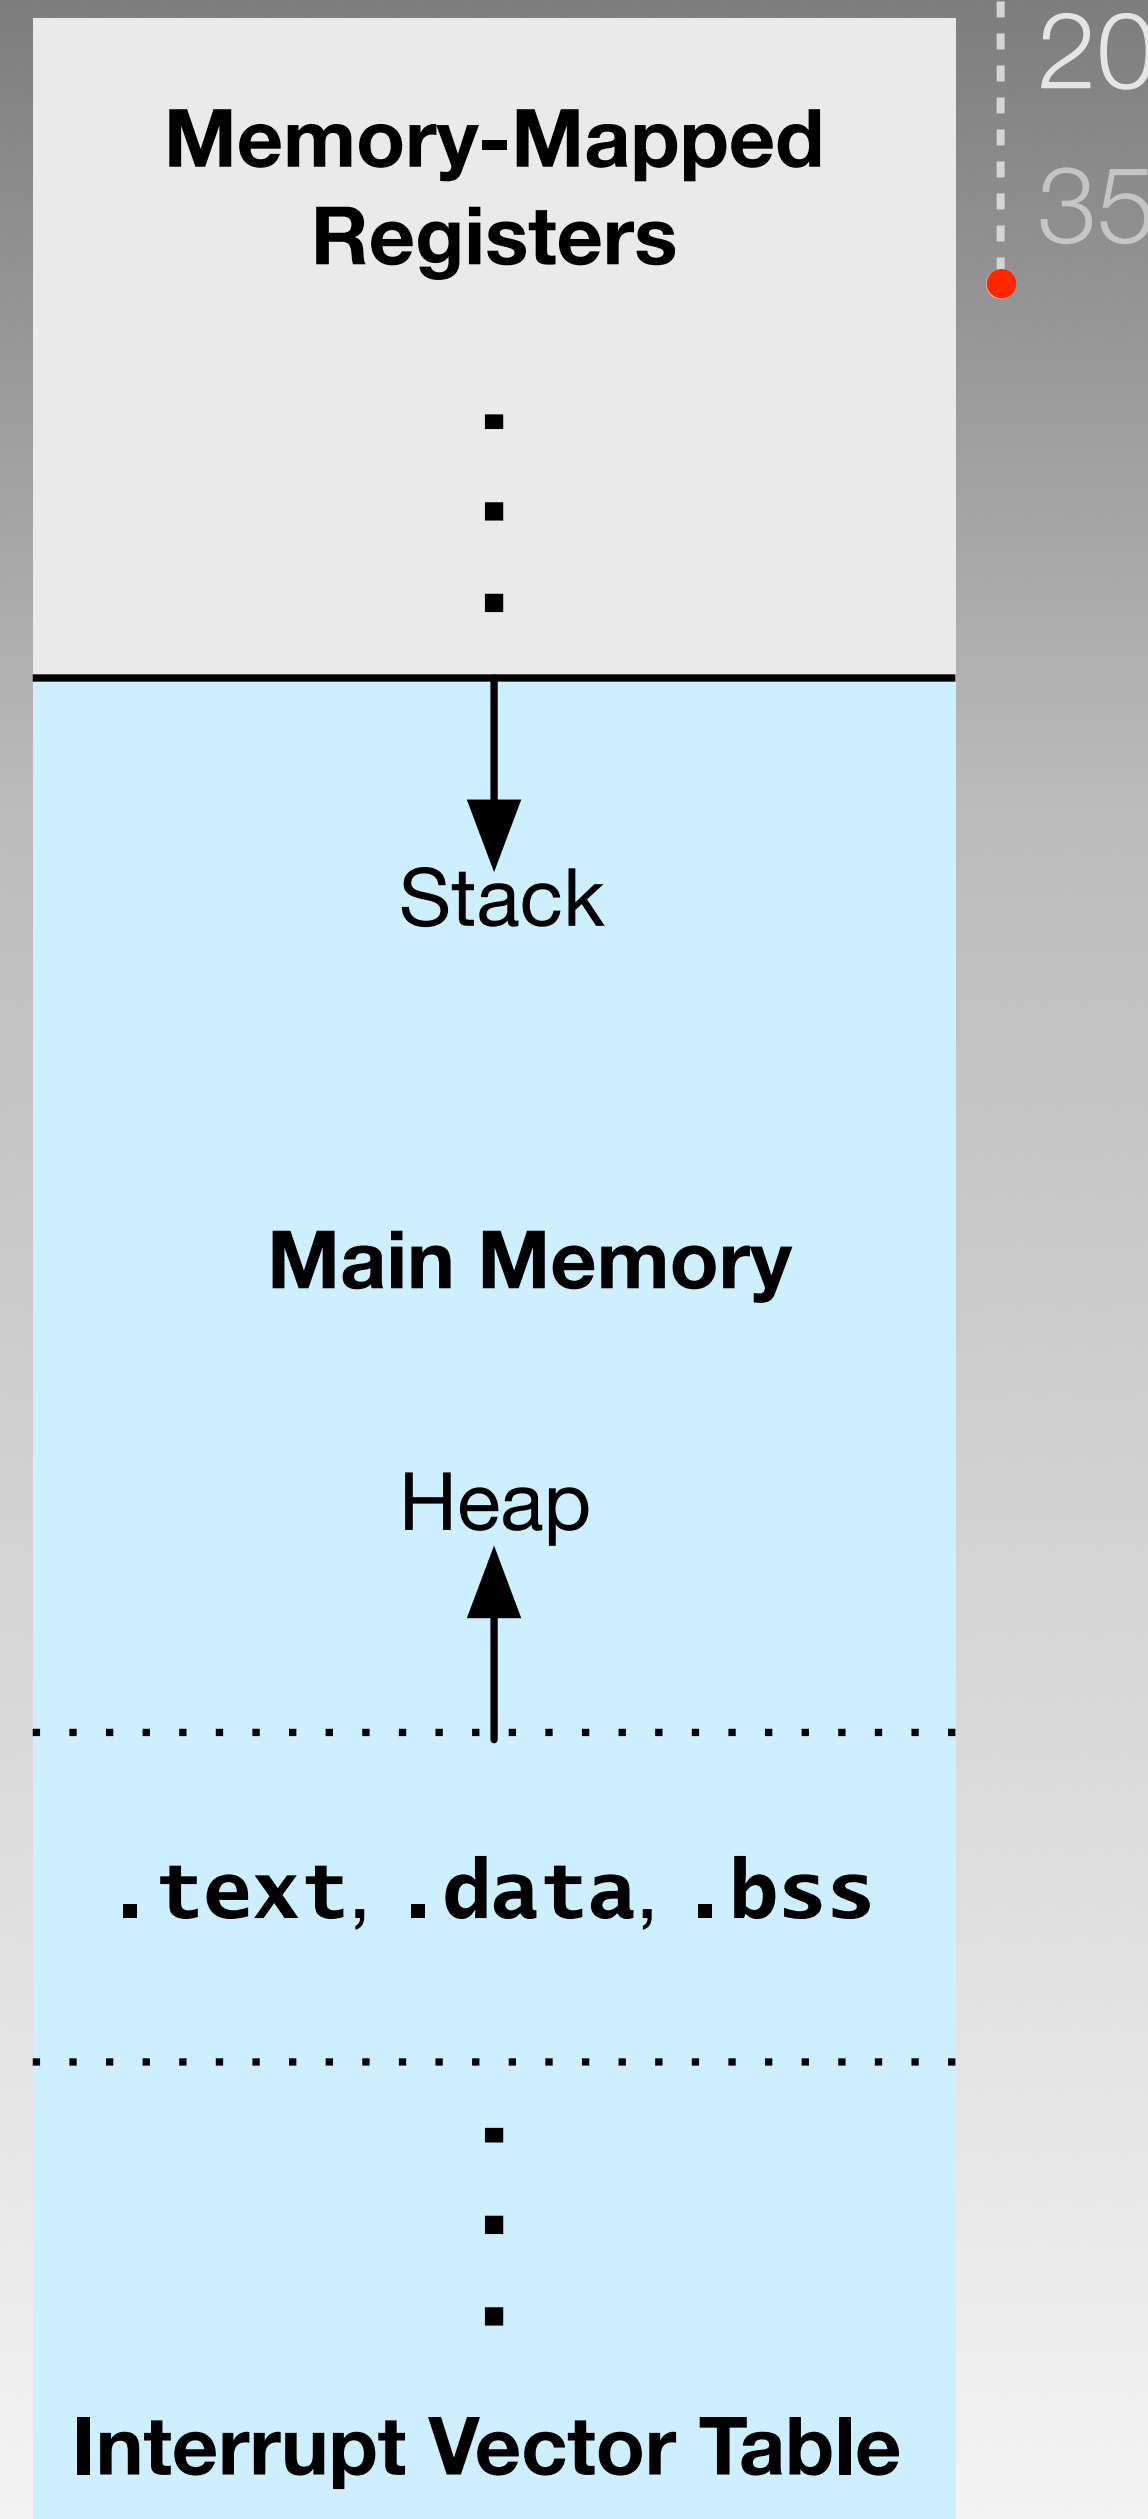 20
35
Memory-Mapped
Registers
.
.
.
Stack
Main Memory
Heap
.text, .data, .bss
.
.
.
Interrupt Vector Table